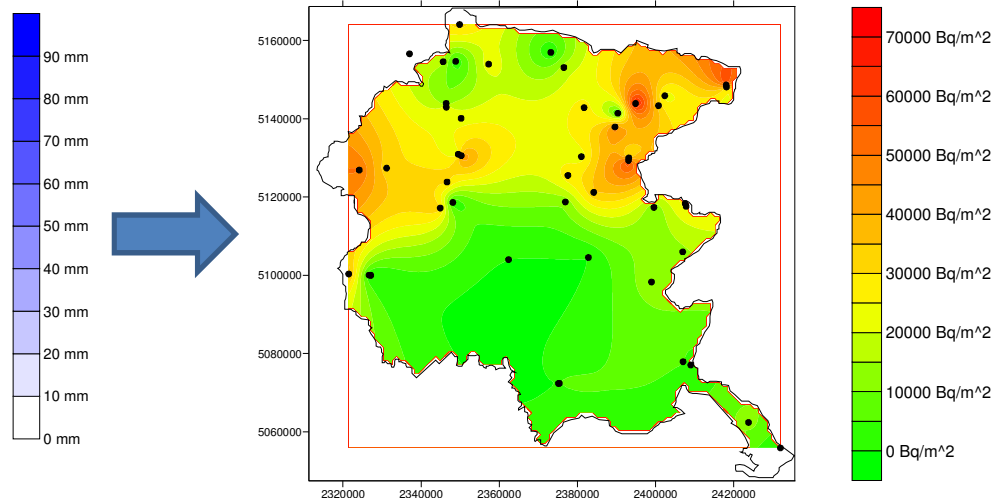 90 mm
80 mm
70 mm
60 mm
50 mm
40 mm
30 mm
20 mm
10 mm
0 mm
5160000
5140000
5120000
5100000
5080000
5060000
2320000 2340000 2360000 2380000 2400000 2420000
70000 Bq/m^2
60000 Bq/m^2
50000 Bq/m^2
40000 Bq/m^2
30000 Bq/m^2
20000 Bq/m^2
10000 Bq/m^2
0 Bq/m^2